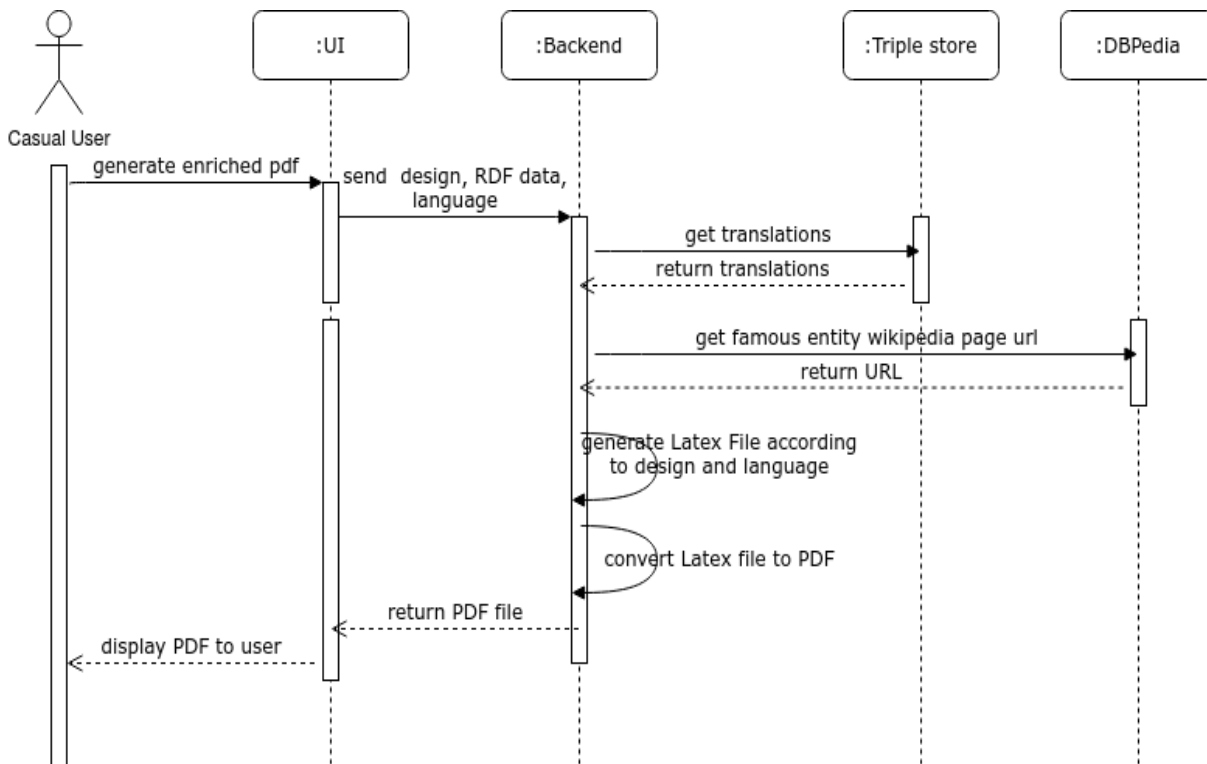 :UI
:Backend
:Triple store
:DBPedia
Casual User
generate enriched pdf
send design, RDF data,
language
get translations
return translations
get famous entity wikipedia page url
return URL
generate Latex File according
to design and language
convert Latex file to PDF
return PDF file
display PDF to user